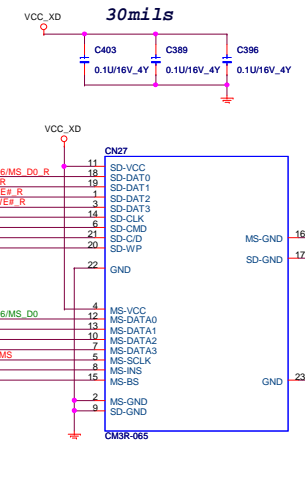 30mils
VCC_XD
C403
C389
C396
0.1U/16V_4Y
0.1U/16V_4Y
0.1U/16V_4Y
VCC_XD
CN27
11 SD-VCC
6/MS_D0_R 18 SD-DAT0
R 19 SD-DAT1
E#_R 1 SD-DAT2
/E#_R 3 SD-DAT3
14 SD-CLK
6 SD-CMD
21 SD-C/D
20 SD-WP
MS-GND 16
SD-GND 17
22 GND
4 MS-VCC
6/MS_D0 12 MS-DATA0
13 MS-DATA1
10 MS-DATA2
7 MS-DATA3
MS 5 MS-SCLK
8 MS-INS
15 MS-BS
GND 23
2 MS-GND
9 SD-GND
CM3R-065